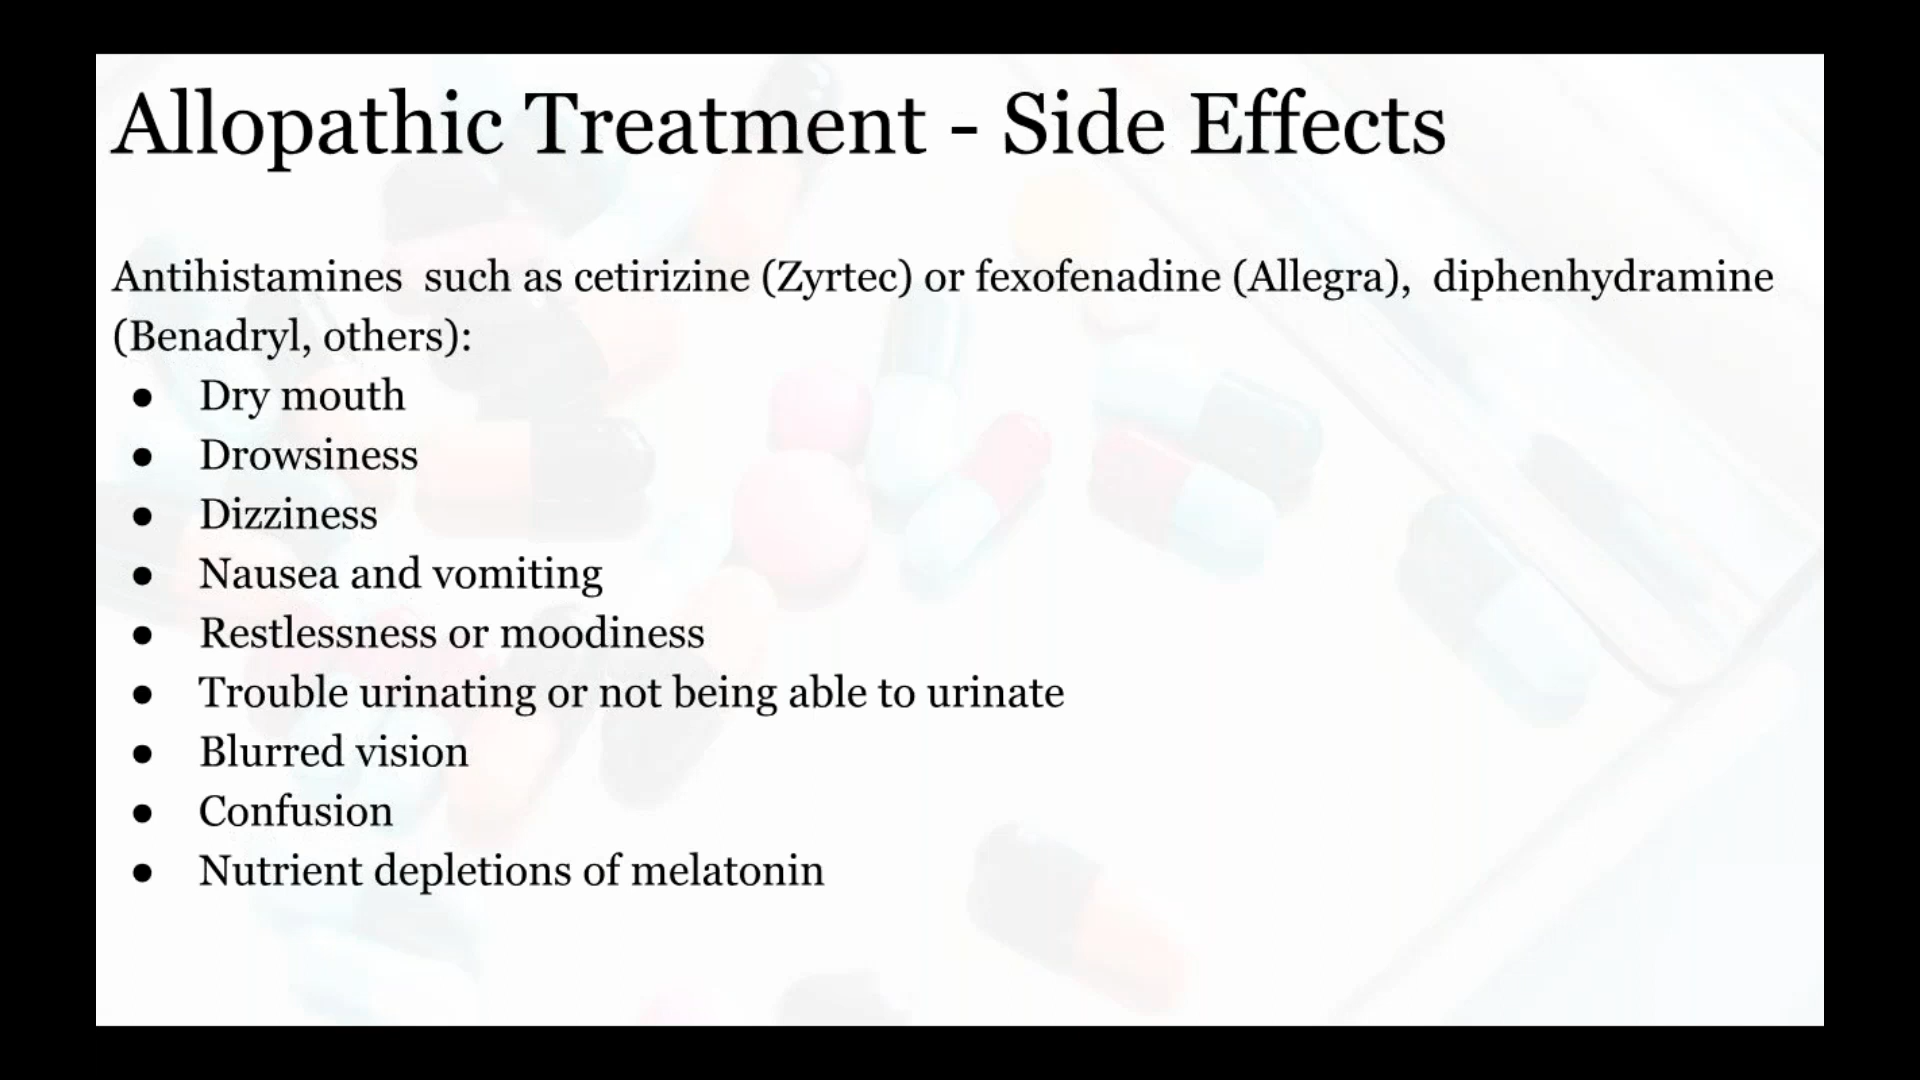 Allopathic Treatment - Side Effects
Antihistamines such as cetirizine (Zyrtec) or fexofenadine (Allegra), diphenhydramine
(Benadryl, others):
● Dry mouth
● Drowsiness
● Dizziness
● Nausea and vomiting
● Restlessness or moodiness
● Trouble urinating or not being able to urinate
● Blurred vision
● Confusion
● Nutrient depletions of melatonin